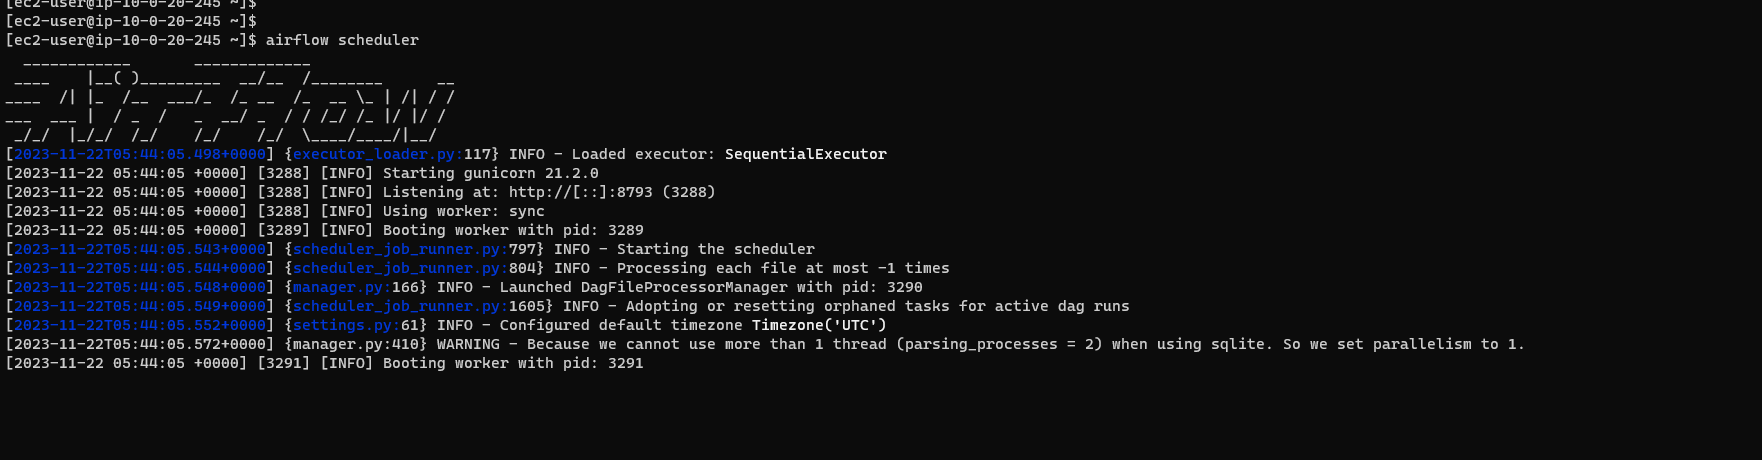 [ec2-user@ip-10-0-20-245 ~]$
[ec2-user@ip-10-0-20-245 ~]$
[ec2-user@ip-10-0-20-245 ~]$ airflow scheduler
  ____________       _____________
 ____    |__( )_________  __/__  /________      __
____  /| |_  /__  ___/_  /_ __  /_  __ \_ | /| / /
___  ___ |  / _  /   _  __/ _  / / /_/ /_ |/ |/ /
 _/_/  |_/_/  /_/    /_/    /_/  \____/____/|__/
[2023-11-22T05:44:05.498+0000] {executor_loader.py:117} INFO - Loaded executor: SequentialExecutor
[2023-11-22 05:44:05 +0000] [3288] [INFO] Starting gunicorn 21.2.0
[2023-11-22 05:44:05 +0000] [3288] [INFO] Listening at: http://[::]:8793 (3288)
[2023-11-22 05:44:05 +0000] [3288] [INFO] Using worker: sync
[2023-11-22 05:44:05 +0000] [3289] [INFO] Booting worker with pid: 3289
[2023-11-22T05:44:05.543+0000] {scheduler_job_runner.py:797} INFO - Starting the scheduler
[2023-11-22T05:44:05.544+0000] {scheduler_job_runner.py:804} INFO - Processing each file at most -1 times
[2023-11-22T05:44:05.548+0000] {manager.py:166} INFO - Launched DagFileProcessorManager with pid: 3290
[2023-11-22T05:44:05.549+0000] {scheduler_job_runner.py:1605} INFO - Adopting or resetting orphaned tasks for active dag runs
[2023-11-22T05:44:05.552+0000] {settings.py:61} INFO - Configured default timezone Timezone('UTC')
[2023-11-22T05:44:05.572+0000] {manager.py:410} WARNING - Because we cannot use more than 1 thread (parsing_processes = 2) when using sqlite. So we set parallelism to 1.
[2023-11-22 05:44:05 +0000] [3291] [INFO] Booting worker with pid: 3291